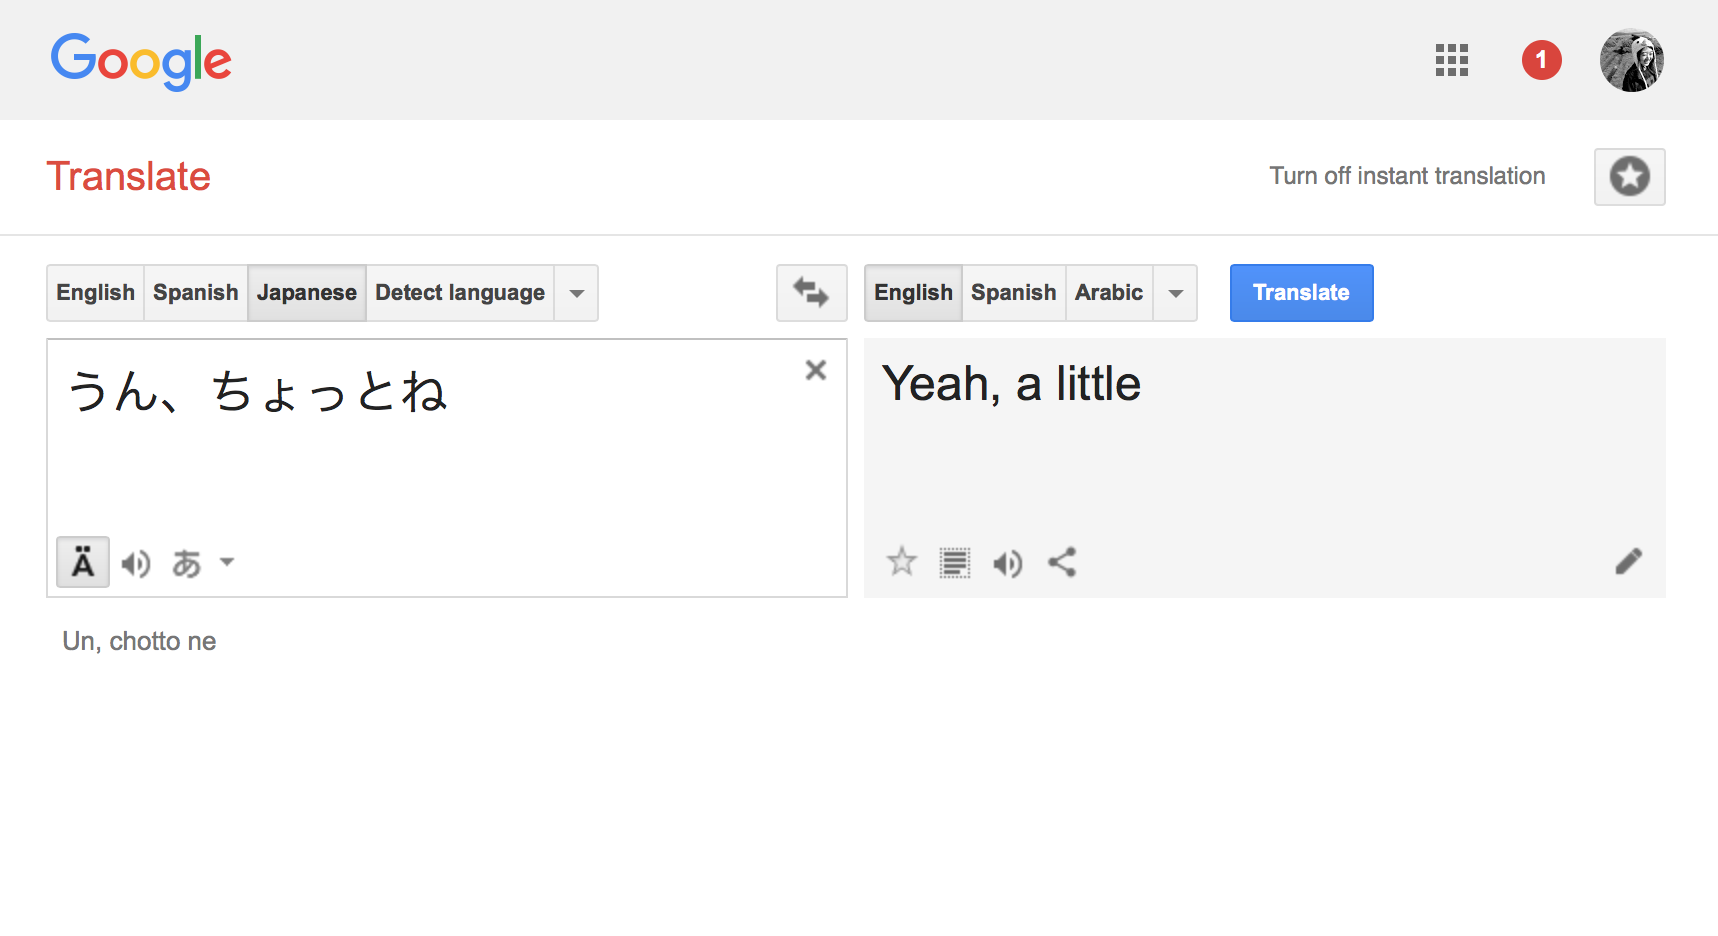 Google
1
Translate
Turn off instant translation
English Spanish Japanese Detect language
English Spanish Arabic
Translate
うん、ちょっとね
Yeah, a little
Ä あ
Un, chotto ne